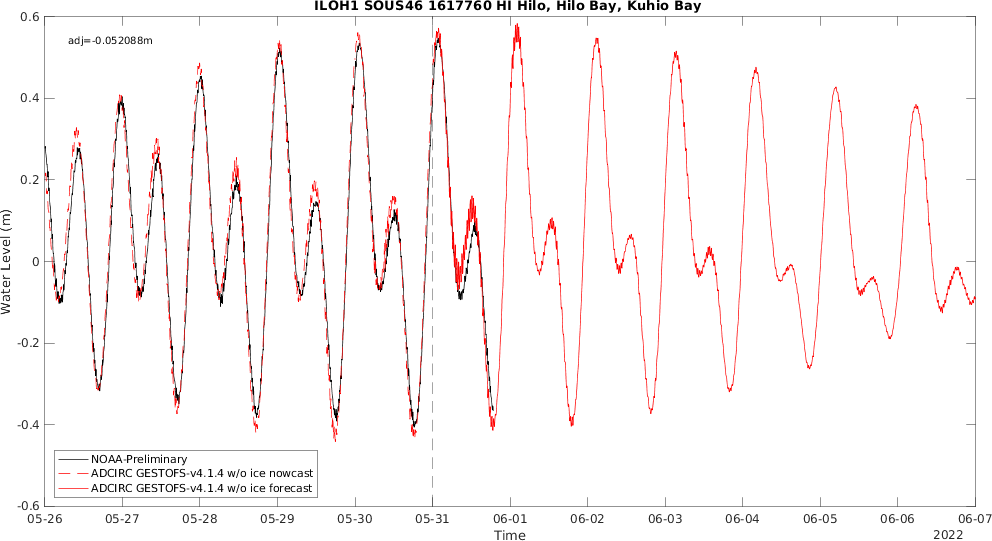 ILOH1 SOUS46 1617760 HI Hilo, Hilo Bay, Kuhio Bay
adj=-0.052088m
Water Level (m)
0.6
0.4
0.2
0
-0.2
-0.4
-0.6
NOAA-Preliminary
ADCIRC GESTOFS-v4.1.4 w/o ice nowcast
ADCIRC GESTOFS-v4.1.4 w/o ice forecast
05-26 05-27 05-28 05-29 05-30 05-31 06-01 06-02 06-03 06-04 06-05 06-06 06-07
Time
2022